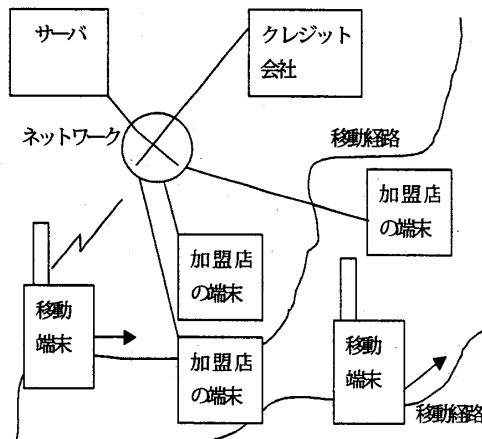 サーバ
クレジット
会社
ネットワーク
移動経路
加盟店
の端末
加盟店
の端末
移動
端末
加盟店
の端末
移動
端末
移動経路